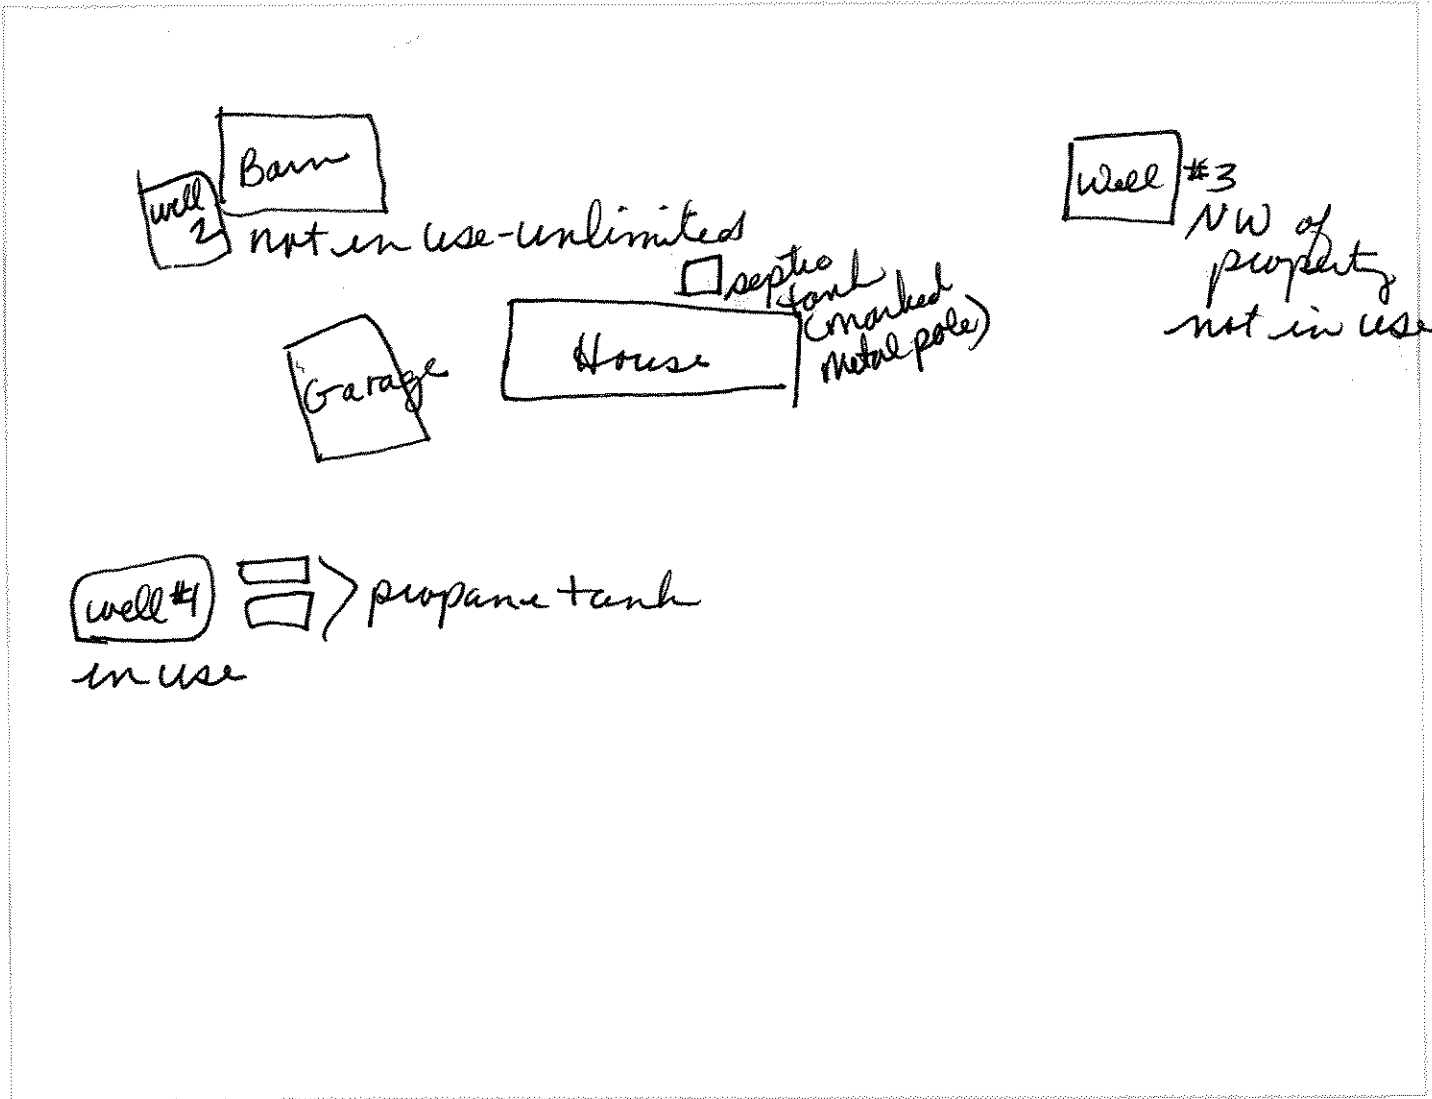 Barn
well
2
not in use-unlimited
Well #3
NW of
property
not in use
septic
tank
(marked
metal pole)
House
Garage
well #1
propane tank
in use